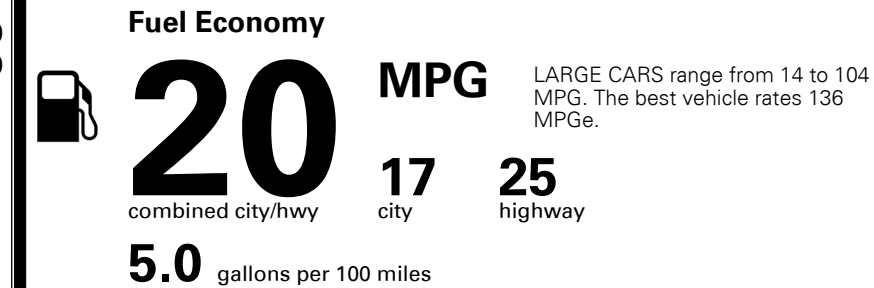 Fuel Economy
20 MPG
LARGE CARS range from 14 to 104
MPG. The best vehicle rates 136
MPGe.
17 25
combined city/hwy city highway
5.0 gallons per 100 miles